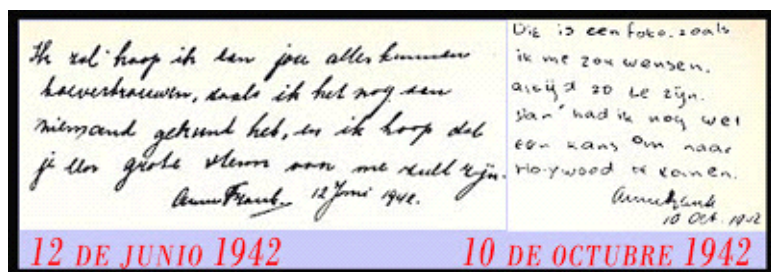 Ik zal hoop ik aan jou alles kunnen
toevertrouwen, zoals ik het nog aan
niemand gekund heb, en ik hoop dat
je een grote steun van me zult zijn.
Anne Frank. 12 Juni 1942.
Dit is een foto, zoals
ik me zou wensen,
altijd zo te zijn.
Dan had ik nog wel
een kans om naar
Holywood te komen.
Anne Frank
10 Oct. 1942
12 DE JUNIO 1942
10 DE OCTUBRE 1942